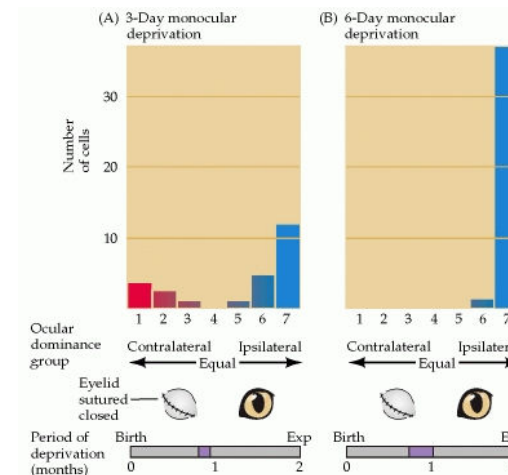 (A) 3-Day monocular
deprivation
(B) 6-Day monocular
deprivation
Number
of cells
30
20
10
1 2 3 4 5 6 7
1 2 3 4 5 6 7
Ocular
dominance
group
Contralateral Ipsilateral
Equal
Contralateral Ipsilater
Equal
Eyelid
sutured
closed
Period of
deprivation
(months)
Birth Exp
0 1 2
Birth E
0 1